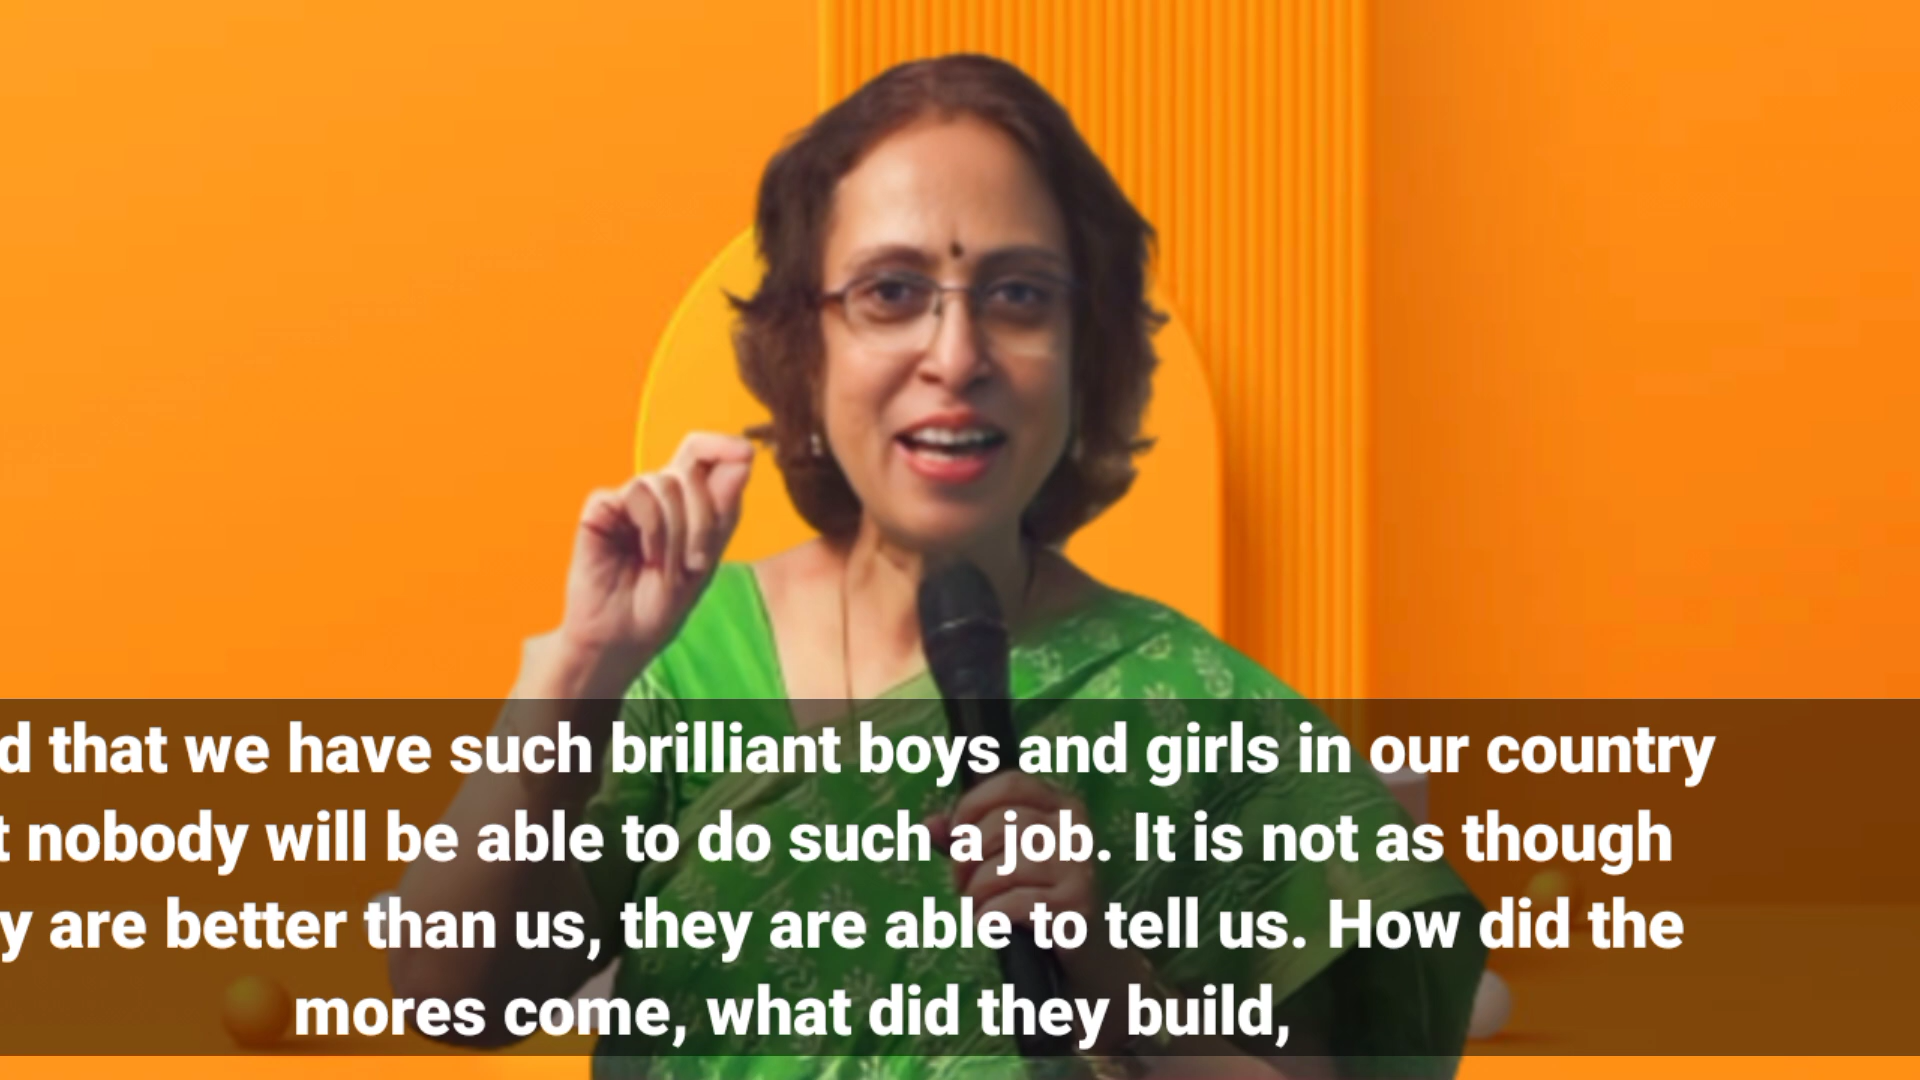 d that we have such brilliant boys and girls in our country
t nobody will be able to do such a job. It is not as though
y are better than us, they are able to tell us. How did the
mores come, what did they build,